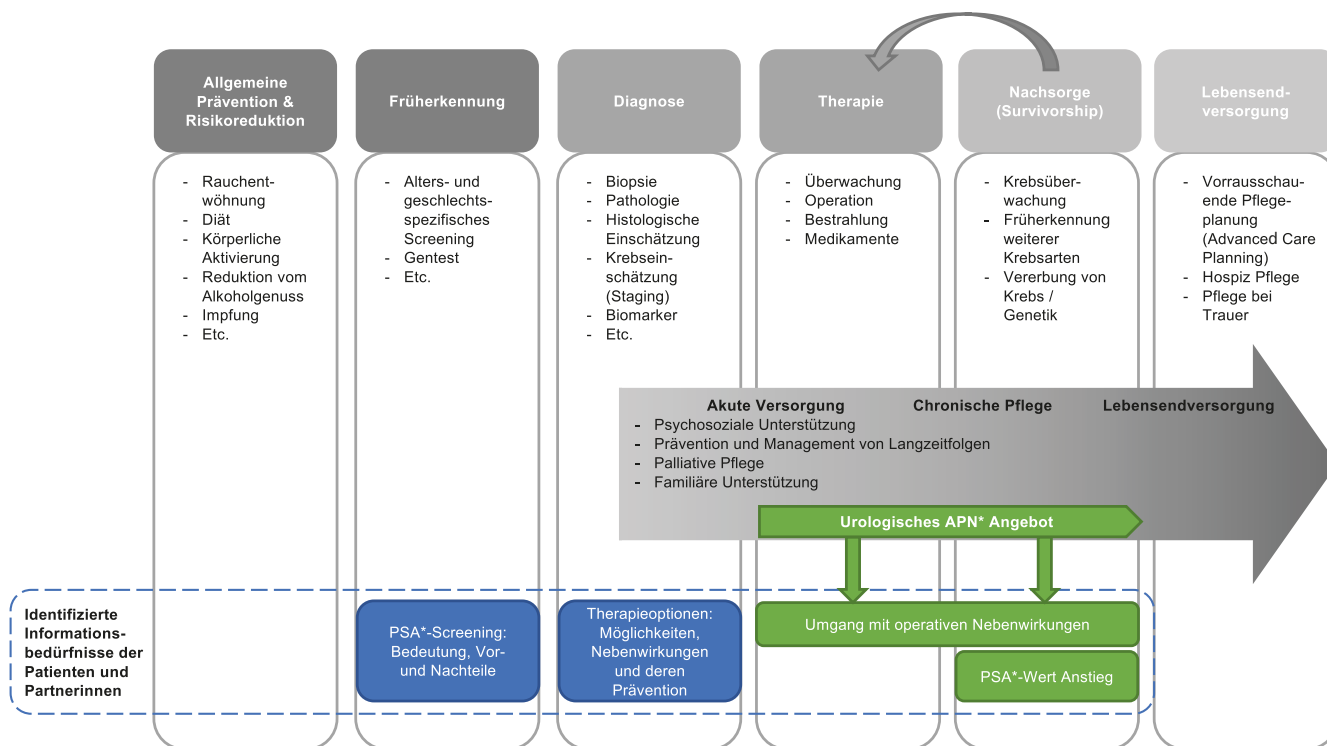 Allgemeine
Prävention &
Risikoreduktion
Früherkennung
Diagnose
Therapie
Nachsorge
(Survivorship)
Lebensend-
versorgung
- Rauchent-
wöhnung
- Diät
- Körperliche
Aktivierung
- Reduktion vom
Alkoholgenuss
- Impfung
- Etc.
- Alters- und
geschlechts-
spezifisches
Screening
- Gentest
- Etc.
- Biopsie
- Pathologie
- Histologische
Einschätzung
- Krebsein-
schätzung
(Staging)
- Biomarker
- Etc.
- Überwachung
- Operation
- Bestrahlung
- Medikamente
- Krebsüber-
wachung
- Früherkennung
weiterer
Krebsarten
- Vererbung von
Krebs /
Genetik
- Vorrausschau-
ende Pflege-
planung
(Advanced Care
Planning)
- Hospiz Pflege
- Pflege bei
Trauer
Akute Versorgung
Chronische Pflege
Lebensendversorgung
- Psychosoziale Unterstützung
- Prävention und Management von Langzeitfolgen
- Palliative Pflege
- Familiäre Unterstützung
Urologisches APN* Angebot
Identifizierte
Informations-
bedürfnisse der
Patienten und
Partnerinnen
PSA*-Screening:
Bedeutung, Vor-
und Nachteile
Therapieoptionen:
Möglichkeiten,
Nebenwirkungen
und deren
Prävention
Umgang mit operativen Nebenwirkungen
PSA*-Wert Anstieg